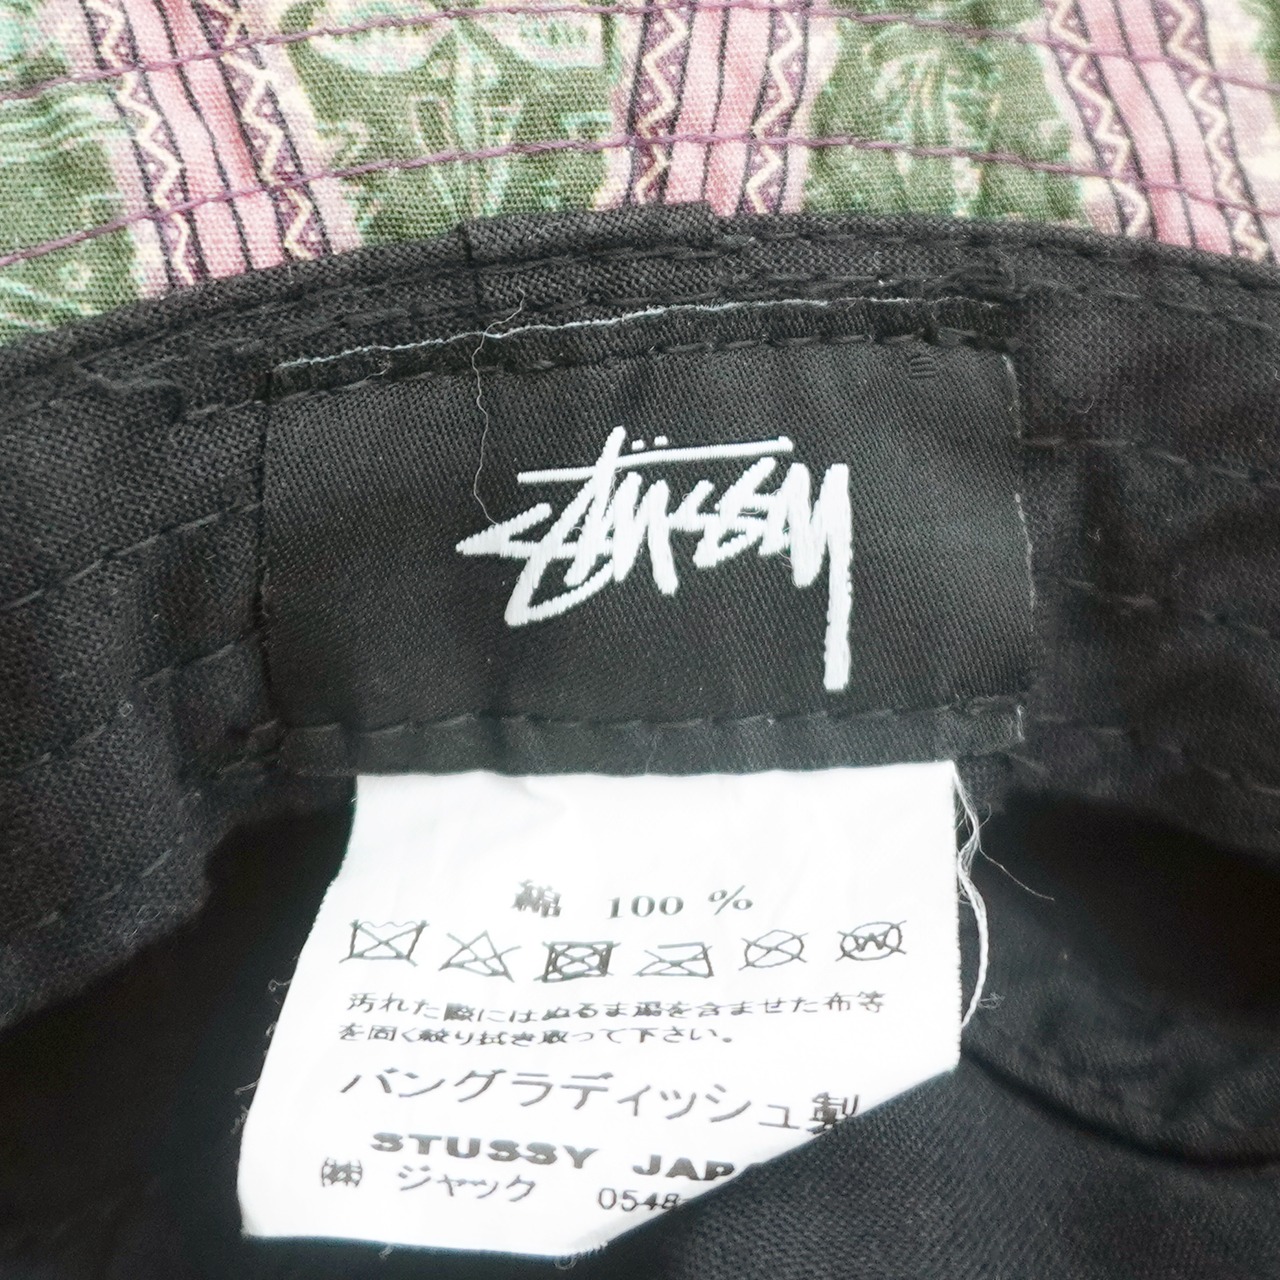 STÜSSY
綿 100 %
W
汚れた際にはぬるま湯を含ませた布等
を固く絞り拭き取って下さい。
バングラディッシュ製
STUSSY JAPA
(株) ジャック 0548-